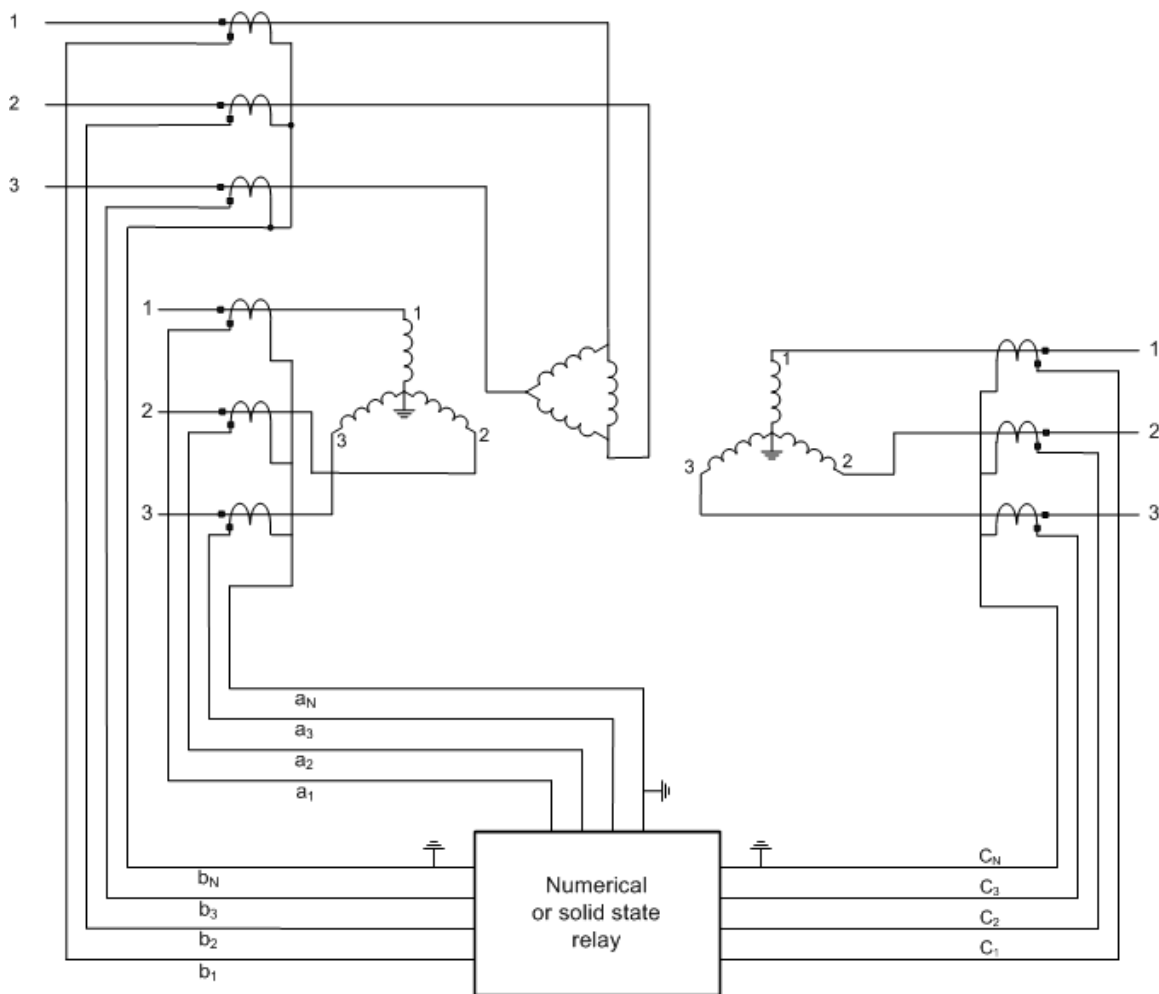 1
2
3
1
1
2
3
2
3
1
1
3
2
2
3
aN
a3
a2
a1
bN
b3
b2
b1
Numerical
or solid state
relay
CN
C3
C2
C1